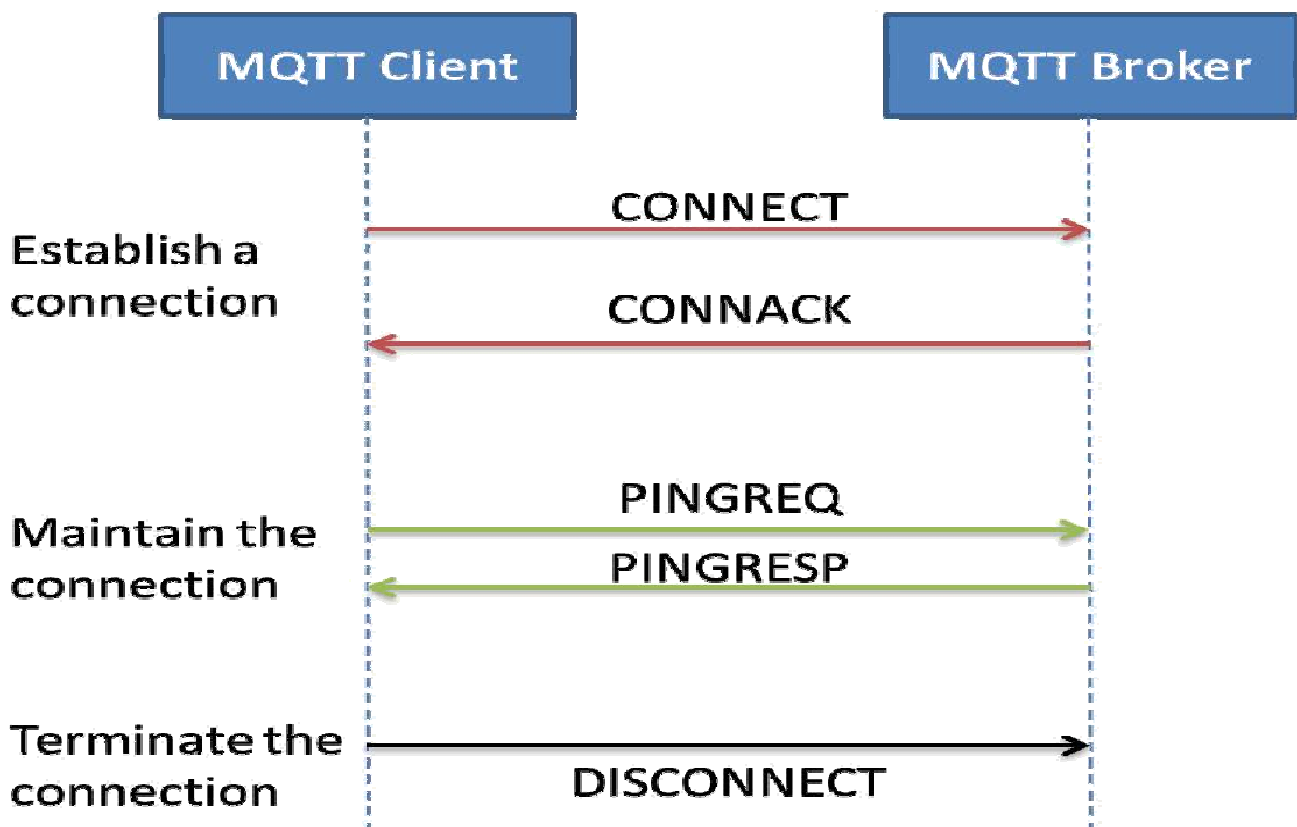 MQTT Client
MQTT Broker
CONNECT
Establish a
connection
CONNACK
PINGREQ
Maintain the
connection
PINGRESP
Terminate the
connection
DISCONNECT